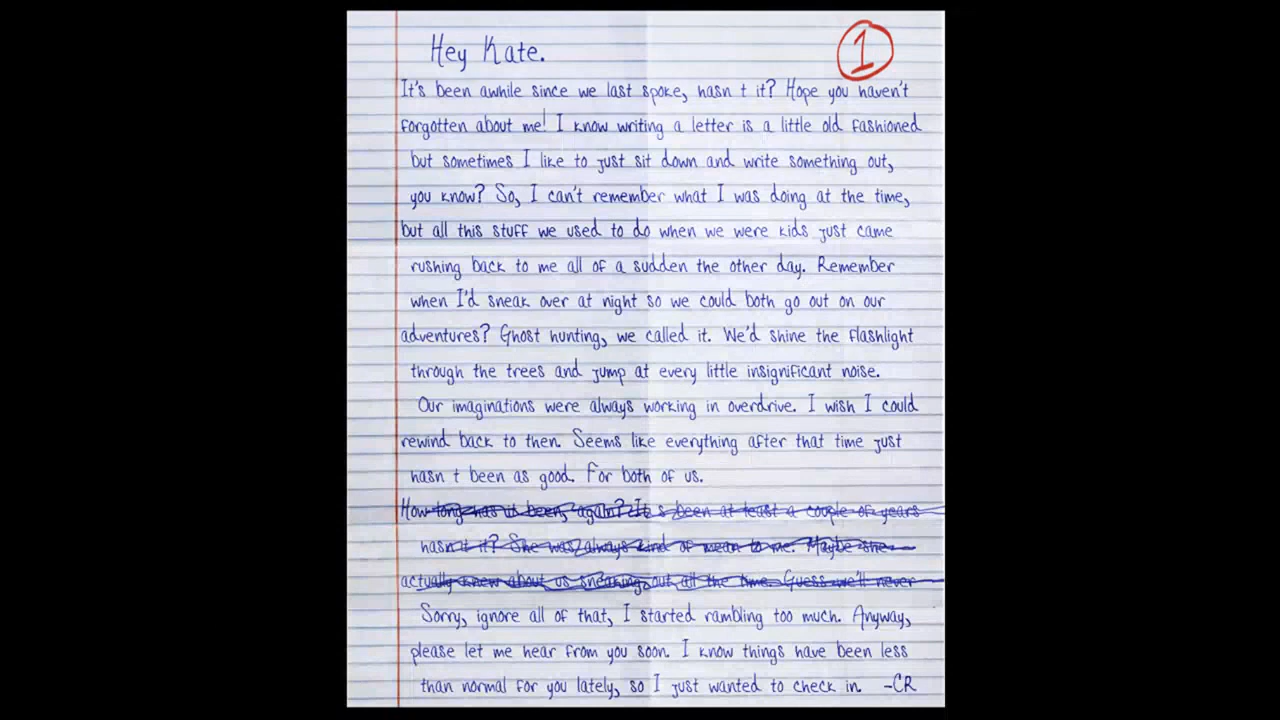 Hey Kate.
1
It's been awhile since we last spoke, hasn t it? Hope you haven't
forgotten about me! I know writing a letter is a little old fashioned
but sometimes I like to just sit down and write something out,
you know? So, I can't remember what I was doing at the time,
but all this stuff we used to do when we were kids just came
rushing back to me all of a sudden the other day. Remember
when I'd sneak over at night so we could both go out on our
adventures? Ghost hunting, we called it. We'd shine the flashlight
through the trees and jump at every little insignificant noise.
Our imaginations were always working in overdrive. I wish I could
rewind back to then. Seems like everything after that time just
hasn t been as good. For both of us.
How long has it been, again? It s been at least a couple of years
hasn t it? She was always kind of mean to me. Maybe she
actually knew about us sneaking out all the time. Guess we'll never
Sorry, ignore all of that, I started rambling too much. Anyway,
please let me hear from you soon. I know things have been less
than normal for you lately, so I just wanted to check in. -CR